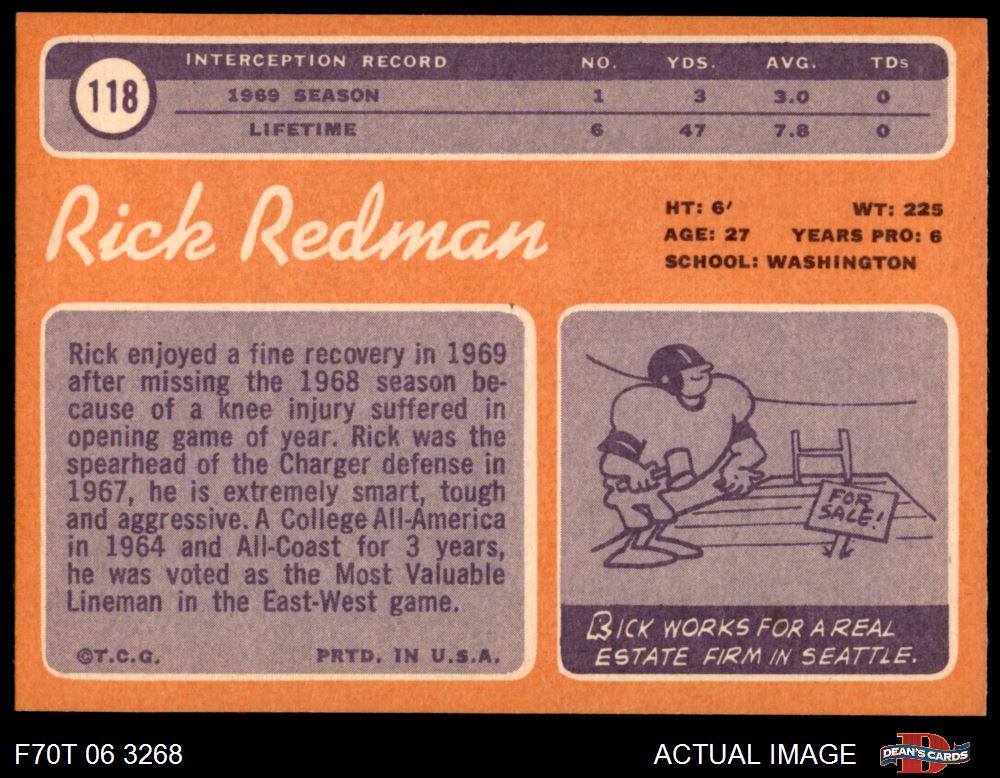 118
INTERCEPTION RECORD NO. YDS. AVG. TDs
1969 SEASON 1 3 3.0 0
LIFETIME 6 47 7.8 0
Rick Redman
HT: 6' WT: 225
AGE: 27 YEARS PRO: 6
SCHOOL: WASHINGTON
Rick enjoyed a fine recovery in 1969
after missing the 1968 season be-
cause of a knee injury suffered in
opening game of year. Rick was the
spearhead of the Charger defense in
1967, he is extremely smart, tough
and aggressive. A College All-America
in 1964 and All-Coast for 3 years,
he was voted as the Most Valuable
Lineman in the East-West game.
©T.C.G. PRTD. IN U.S.A.
FOR
SALE!
RICK WORKS FOR A REAL
ESTATE FIRM IN SEATTLE.
F70T 06 3268 ACTUAL IMAGE
D
DEAN'S CARDS